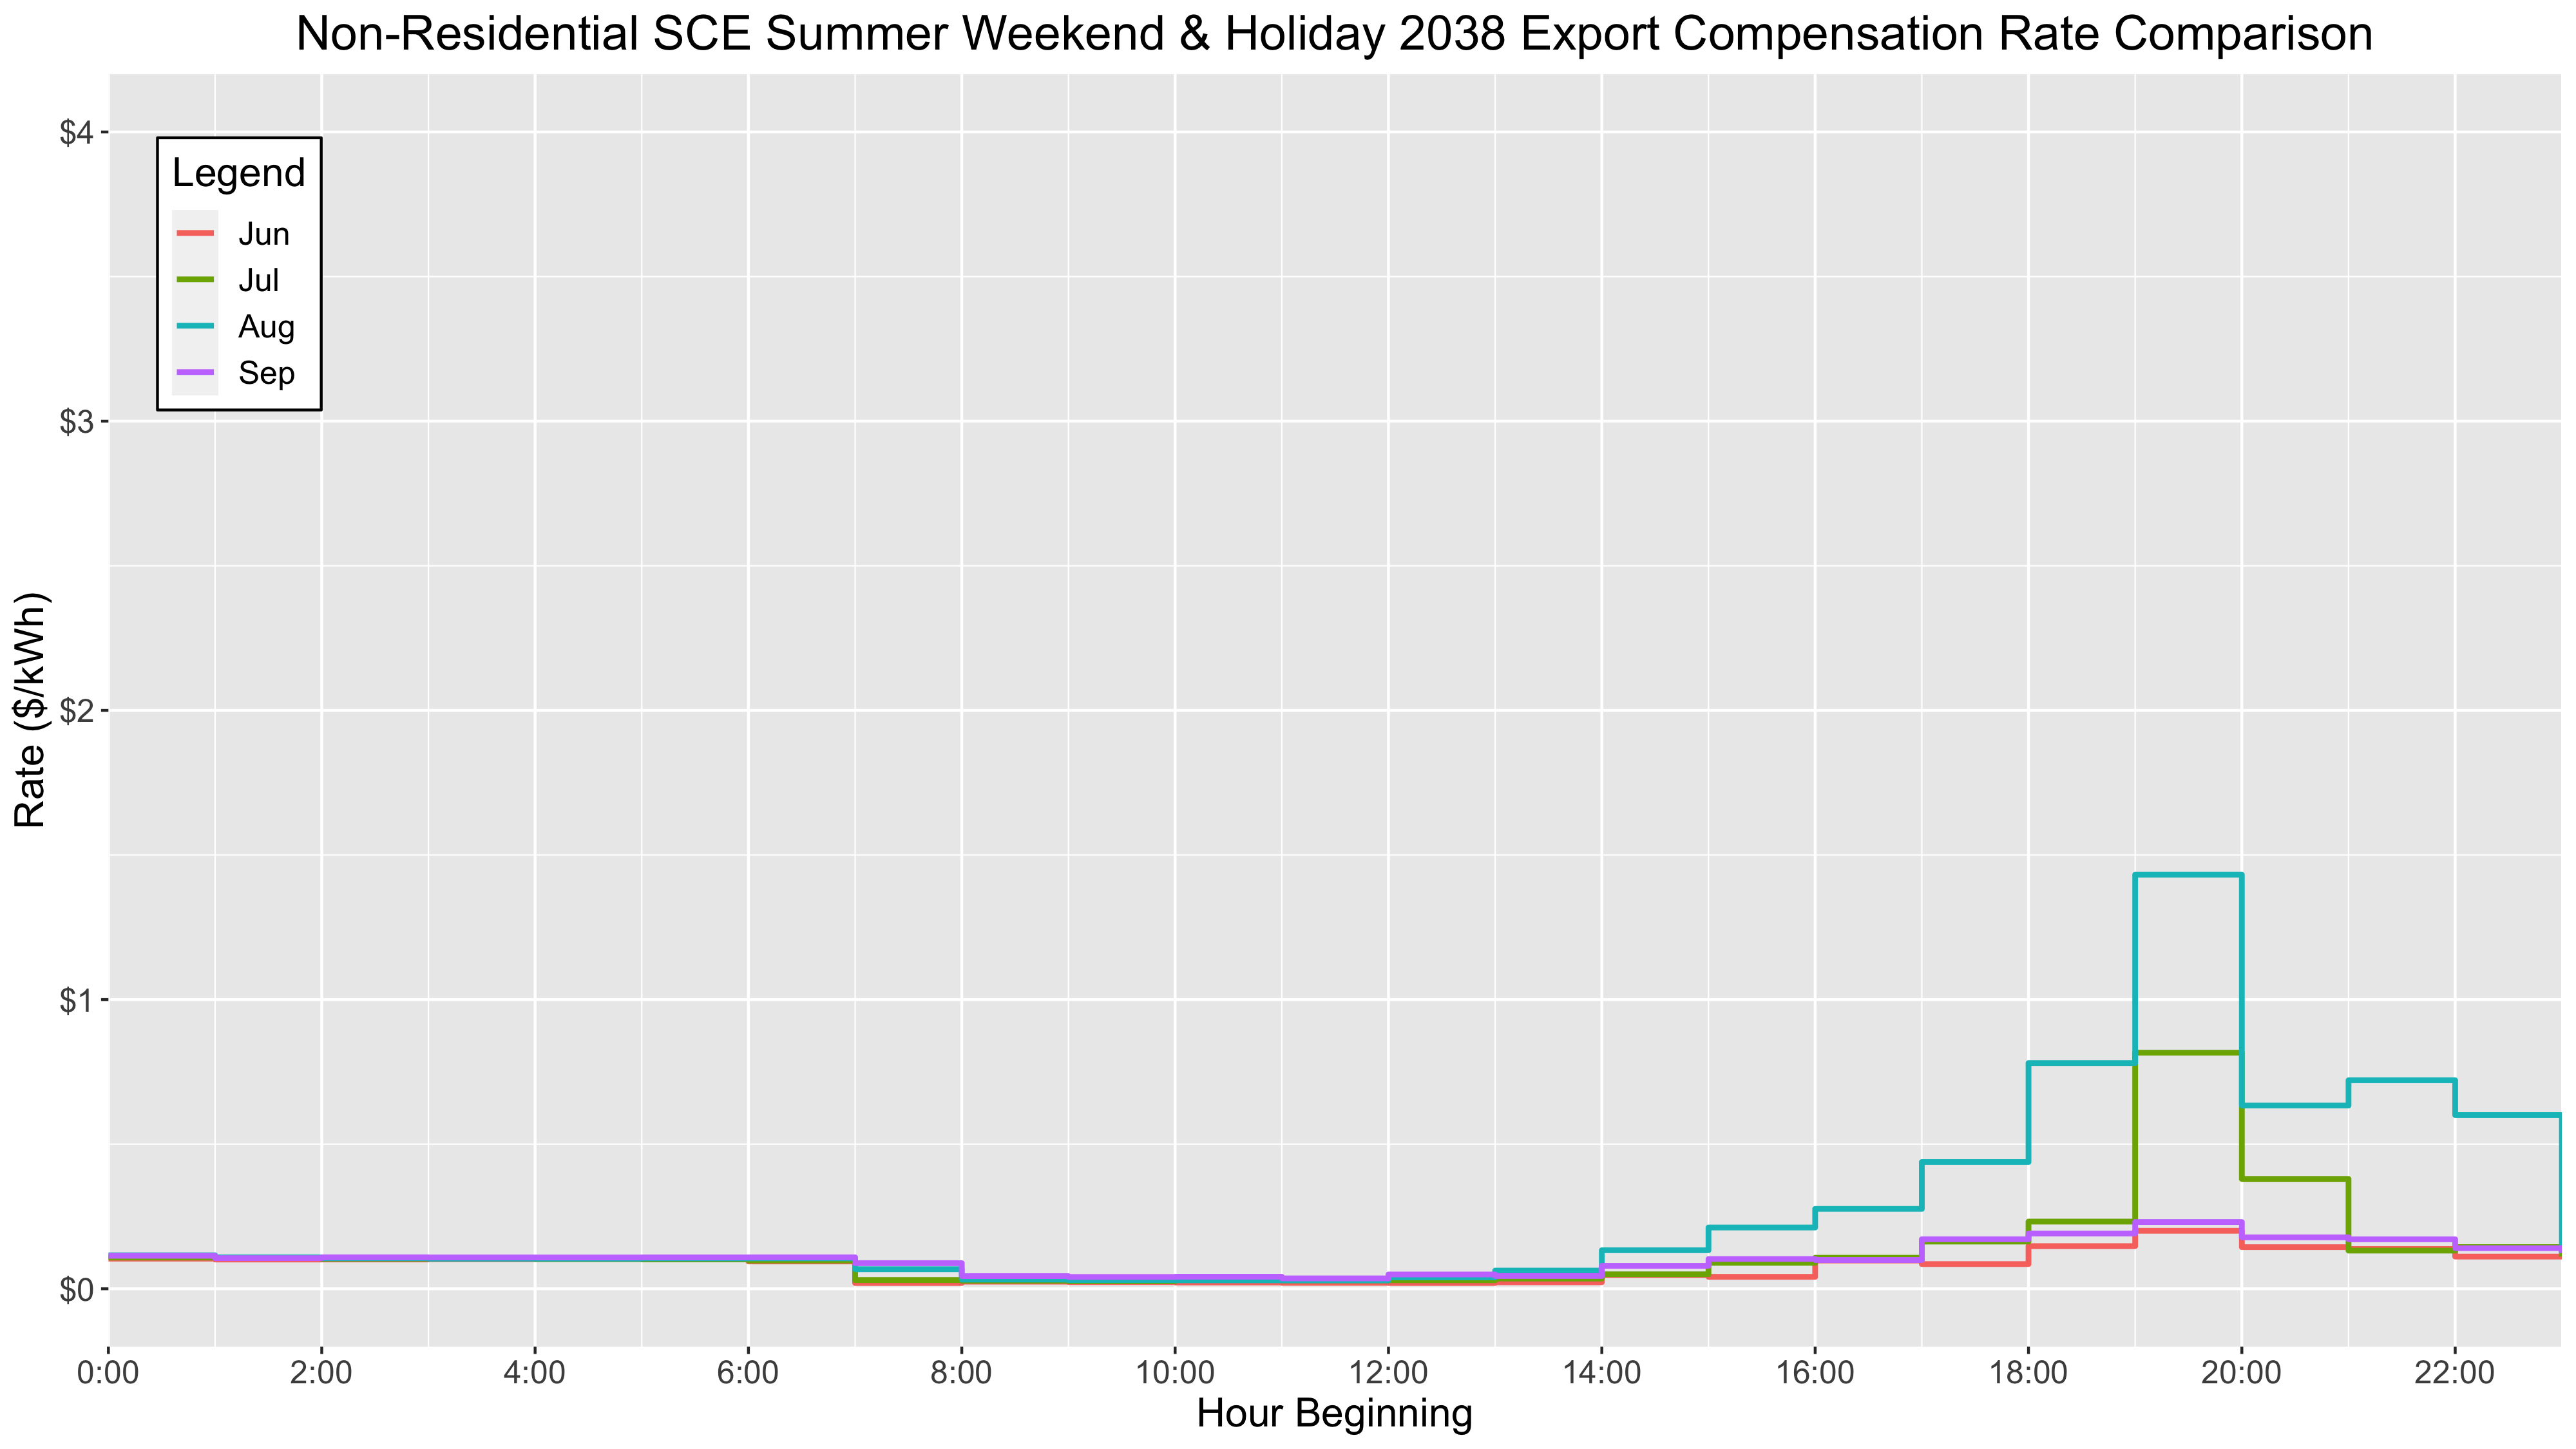 Non-Residential SCE Summer Weekend & Holiday 2038 Export Compensation Rate Comparison
$4
Legend
Jun
Jul
Aug
Sep
$3
Rate ($/kWh)
$2
$1
$0
0:00 2:00 4:00 6:00 8:00 10:00 12:00 14:00 16:00 18:00 20:00 22:00
Hour Beginning